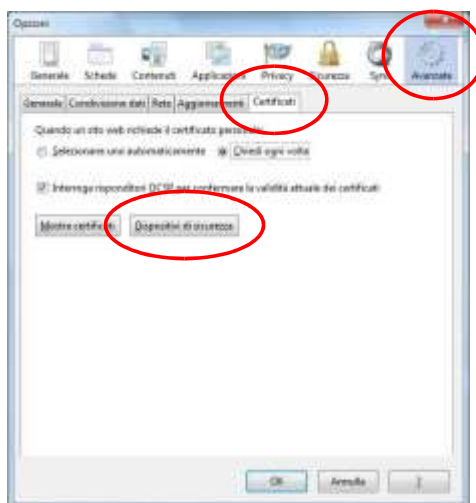 Opzioni
Generale Schede Contenuti Applicazioni Privacy Sicurezza Sync Avanzate
Generale Condivisione dati Rete Aggiornamenti Certificati
Quando un sito web richiede il certificato personale:
Selezionane uno automaticamente Chiedi ogni volta
Interroga risponditori OCSP per confermare la validità attuale dei certificati
Mostra certificati Dispositivi di sicurezza
OK Annulla ?